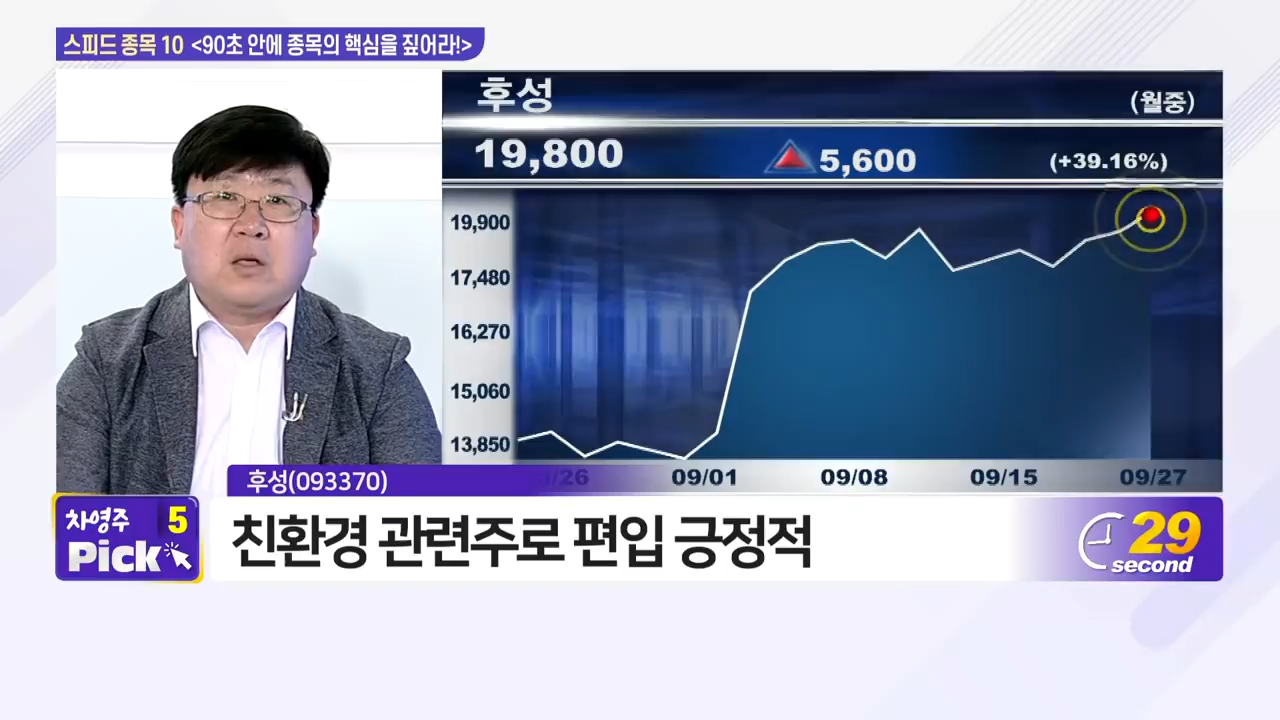 스피드 종목 10 <90초 안에 종목의 핵심을 짚어라!>
후성
(월중)
19,800
▲ 5,600
(+39.16%)
19,900
17,480
16,270
15,060
13,850
/26
09/01
09/08
09/15
09/27
후성(093370)
차영주 5
Pick
친환경 관련주로 편입 긍정적
29
second